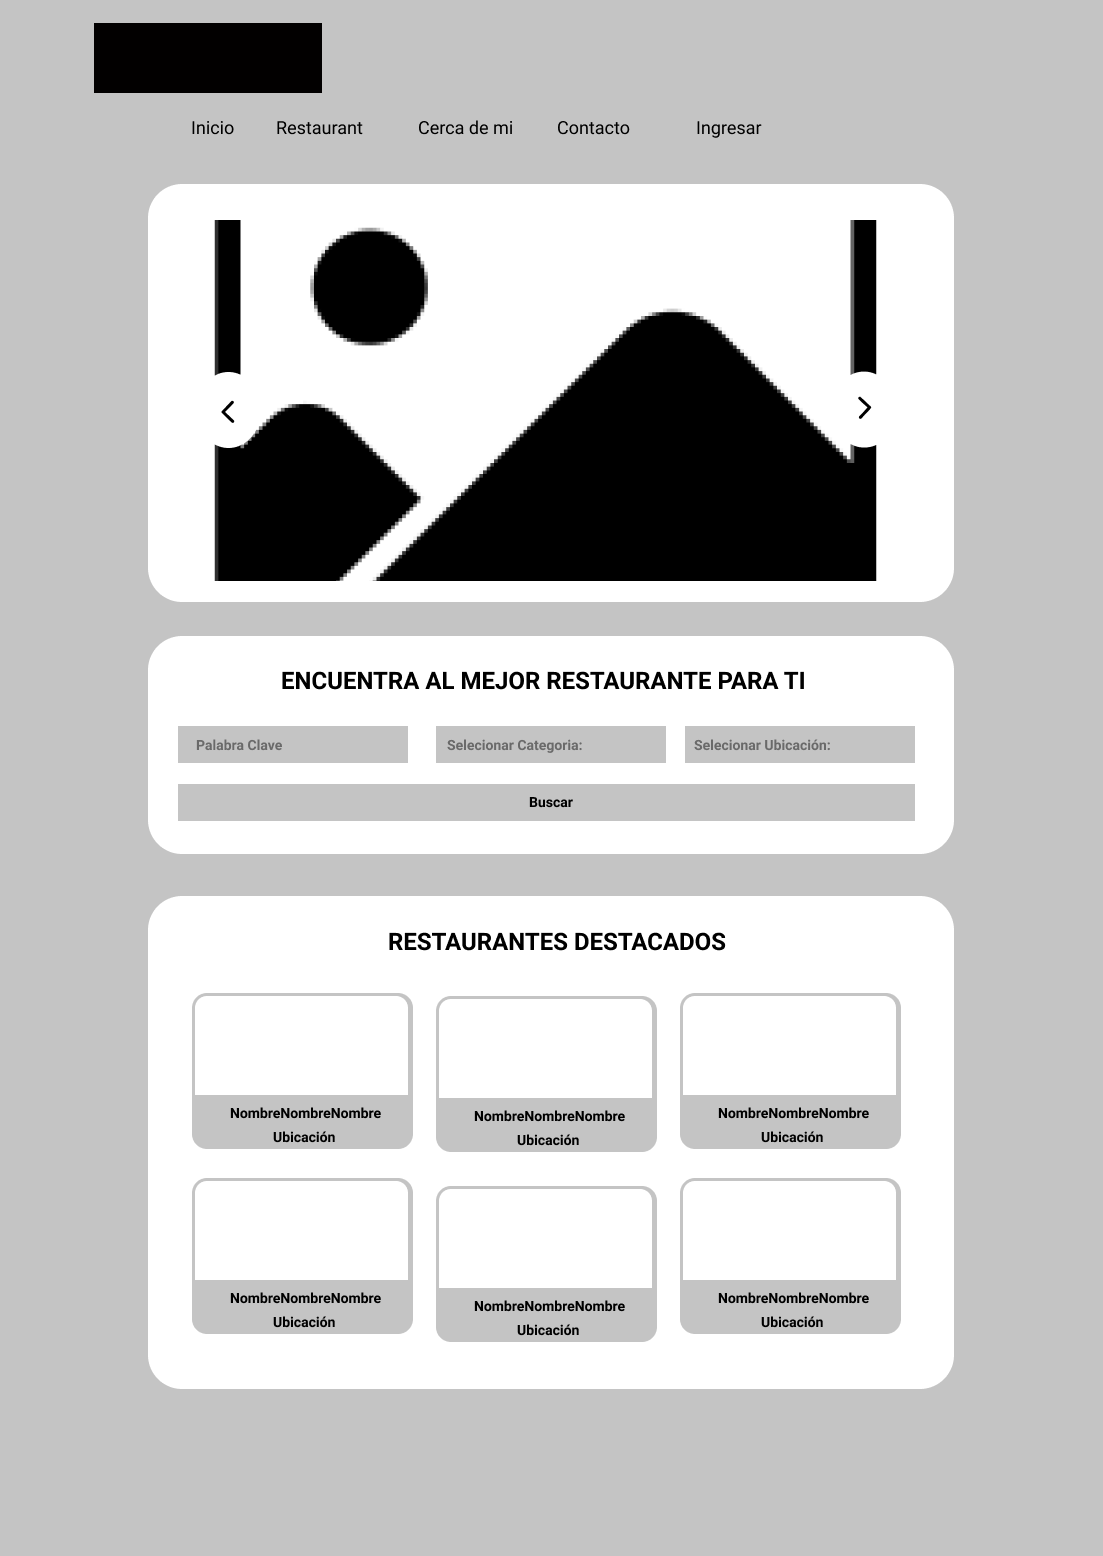 Inicio Restaurant Cerca de mi Contacto Ingresar
ENCUENTRA AL MEJOR RESTAURANTE PARA TI
Palabra Clave Selecionar Categoria: Selecionar Ubicación:
Buscar
RESTAURANTES DESTACADOS
NombreNombreNombre NombreNombreNombre NombreNombreNombre
Ubicación Ubicación Ubicación
NombreNombreNombre NombreNombreNombre NombreNombreNombre
Ubicación Ubicación Ubicación